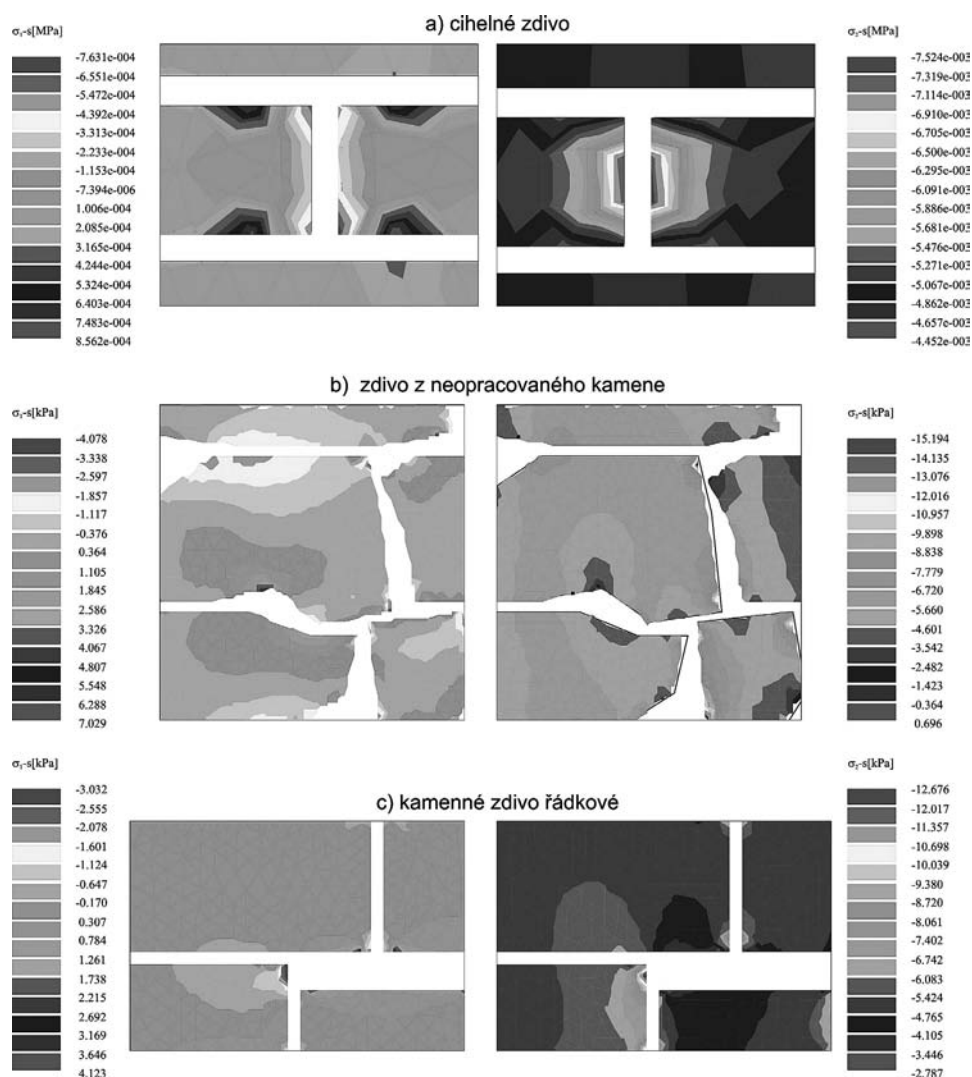 a) cihelné zdivo
σ₁-s[MPa]
-7.631e-004
-6.551e-004
-5.472e-004
-4.392e-004
-3.313e-004
-2.233e-004
-1.153e-004
-7.394e-006
1.006e-004
2.085e-004
3.165e-004
4.244e-004
5.324e-004
6.403e-004
7.483e-004
8.562e-004
σ₂-s[MPa]
-7.524e-003
-7.319e-003
-7.114e-003
-6.910e-003
-6.705e-003
-6.500e-003
-6.295e-003
-6.091e-003
-5.886e-003
-5.681e-003
-5.476e-003
-5.271e-003
-5.067e-003
-4.862e-003
-4.657e-003
-4.452e-003
b) zdivo z neopracovaného kamene
σ₁-s[kPa]
-4.078
-3.338
-2.597
-1.857
-1.117
-0.376
0.364
1.105
1.845
2.586
3.326
4.067
4.807
5.548
6.288
7.029
σ₂-s[kPa]
-15.194
-14.135
-13.076
-12.016
-10.957
-9.898
-8.838
-7.779
-6.720
-5.660
-4.601
-3.542
-2.482
-1.423
-0.364
0.696
c) kamenné zdivo řádkové
σ₁-s[kPa]
-3.032
-2.555
-2.078
-1.601
-1.124
-0.647
-0.170
0.307
0.784
1.261
1.738
2.215
2.692
3.169
3.646
4.123
σ₂-s[kPa]
-12.676
-12.017
-11.357
-10.698
-10.039
-9.380
-8.720
-8.061
-7.402
-6.742
-6.083
-5.424
-4.765
-4.105
-3.446
-2.787